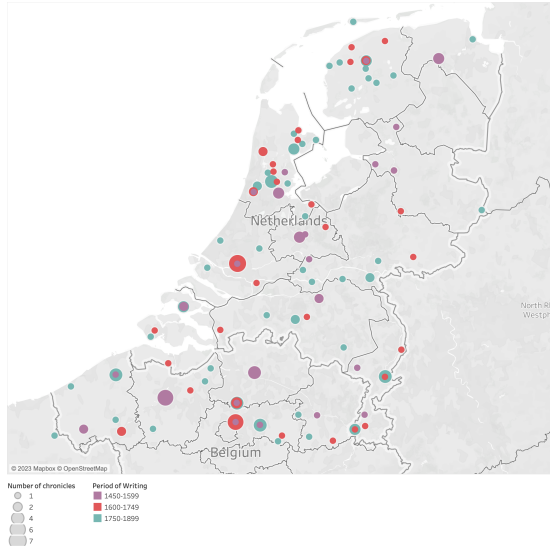 Netherlands
North Rh
Westph
Belgium
© 2023 Mapbox © OpenStreetMap
Number of chronicles
1
2
4
6
7
Period of Writing
1450-1599
1600-1749
1750-1899